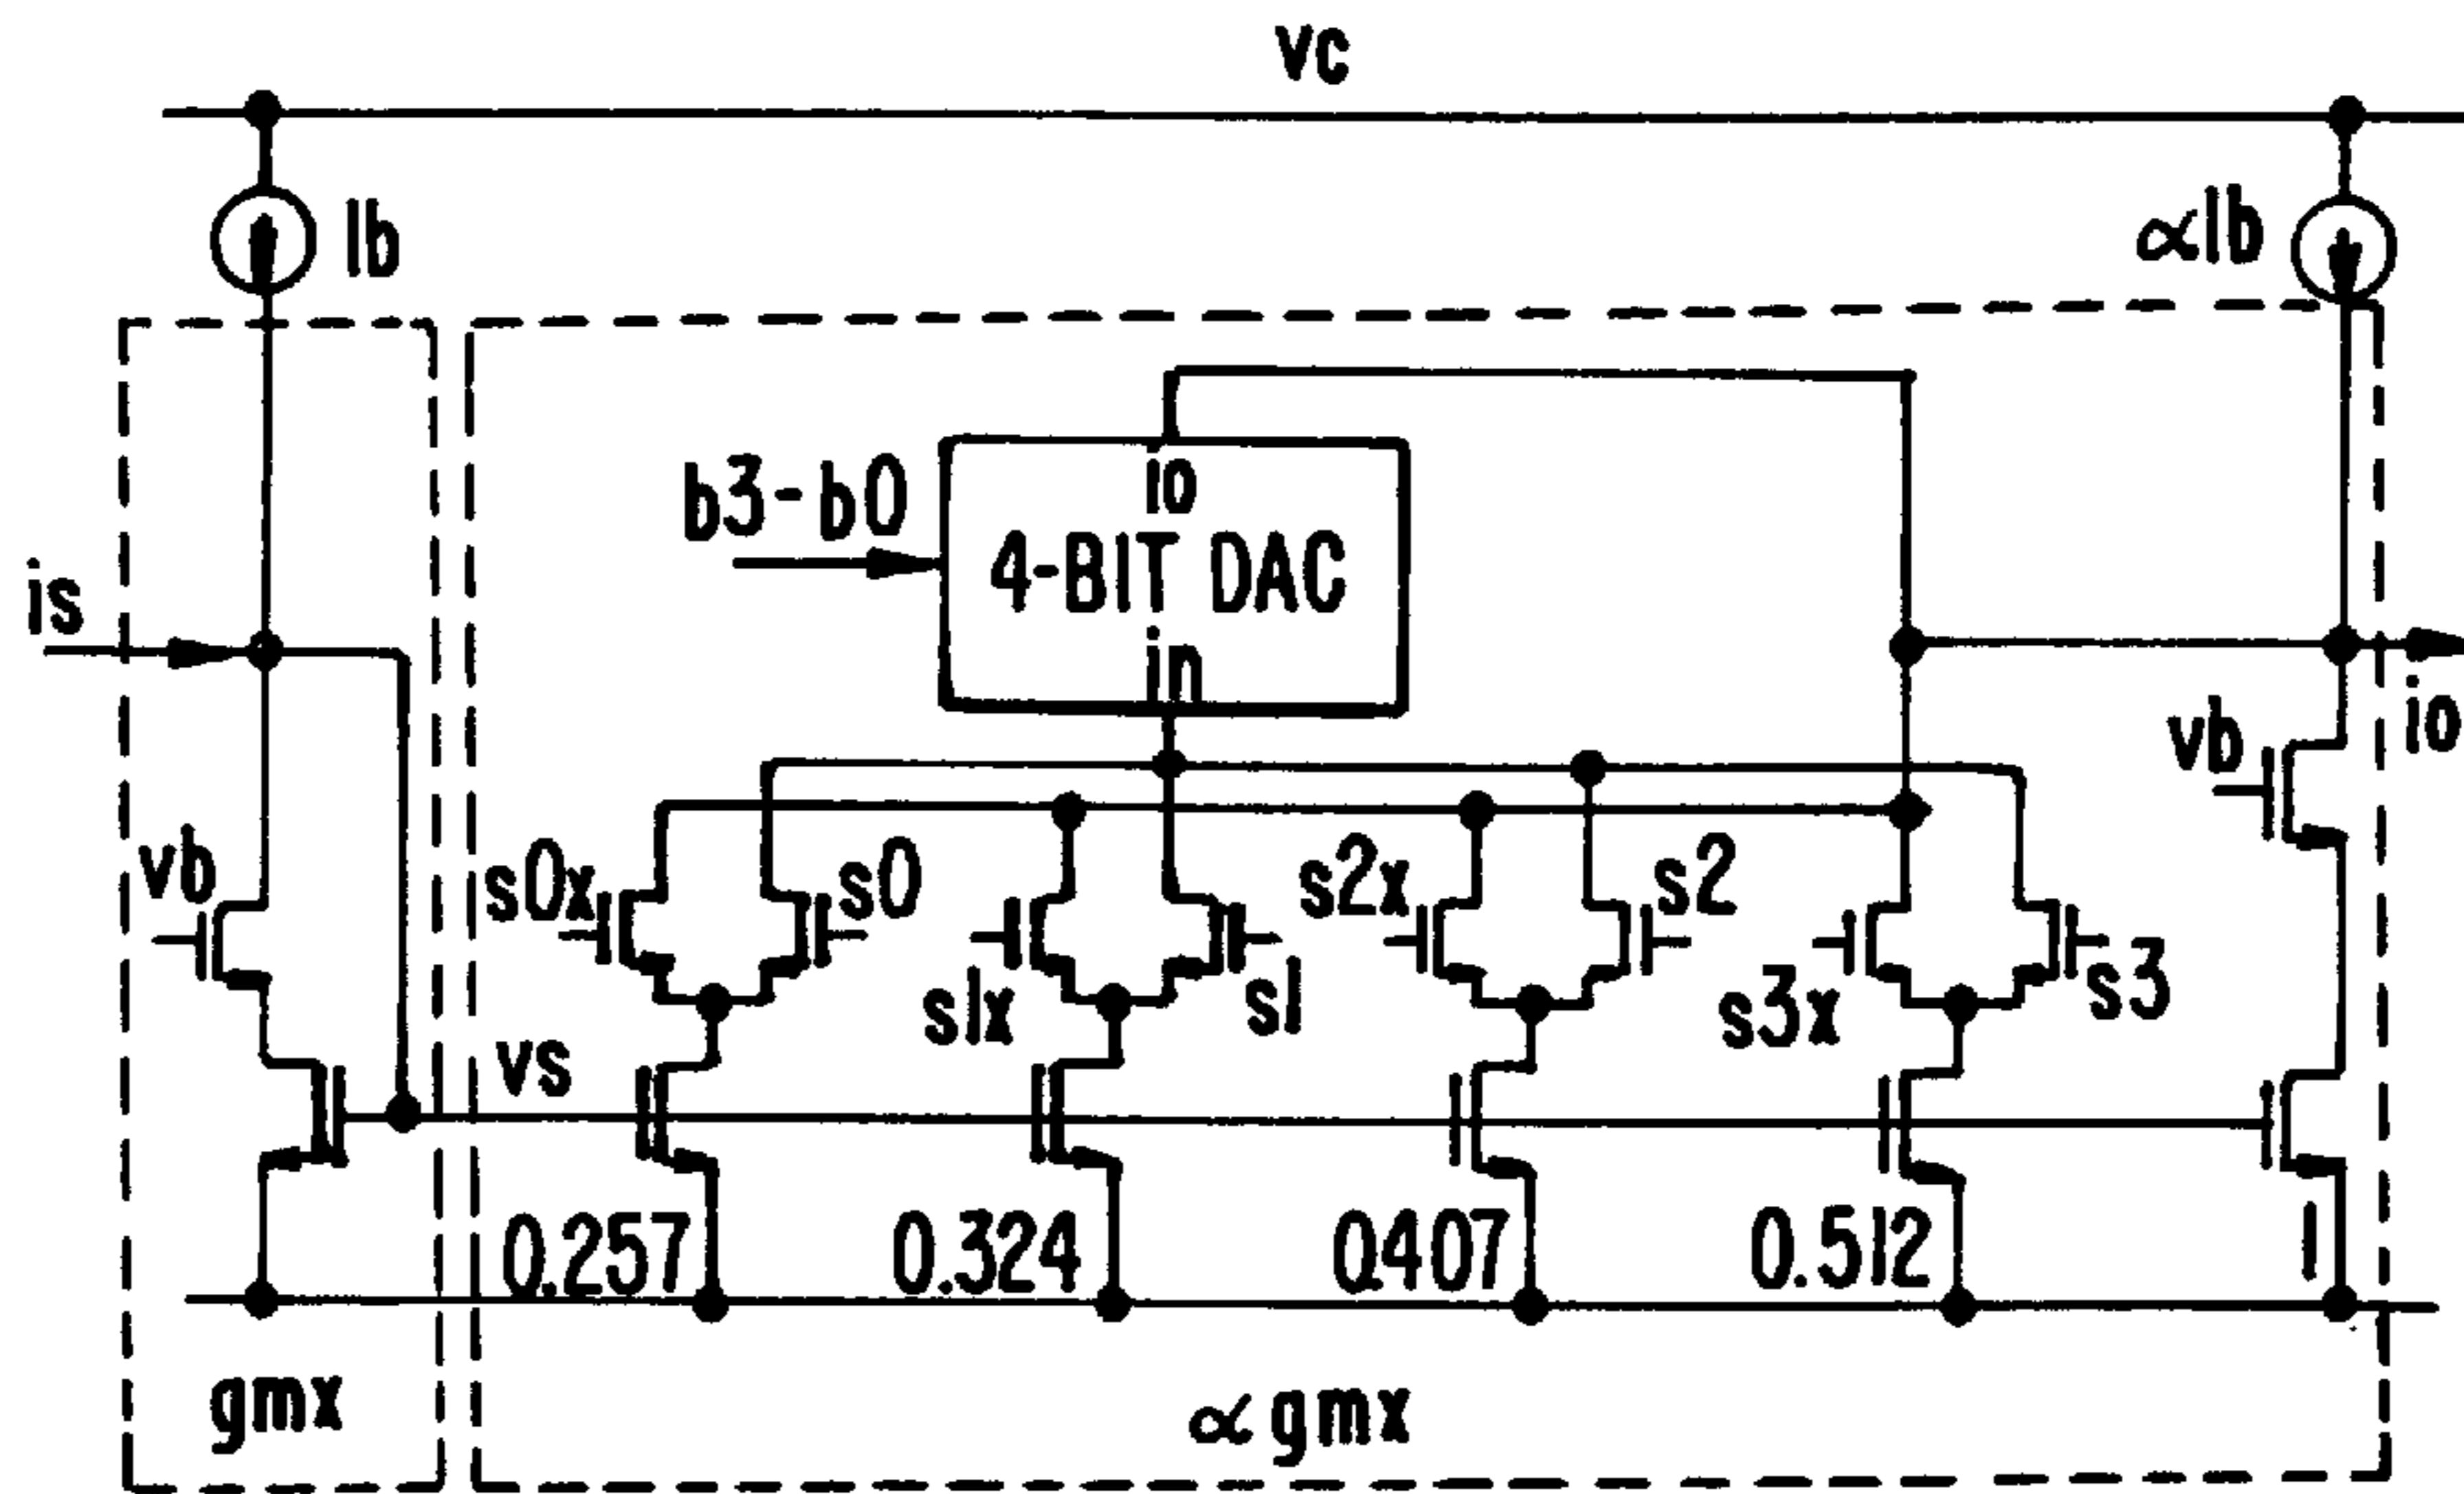 vc
Ib
αIb
b3-b0
io
4-BIT DAC
in
is
io
vb
vb
s0x
s0
s1x
s1
s2x
s2
s3x
s3
vs
0.257
0.324
0.407
0.512
1
gmx
αgmx